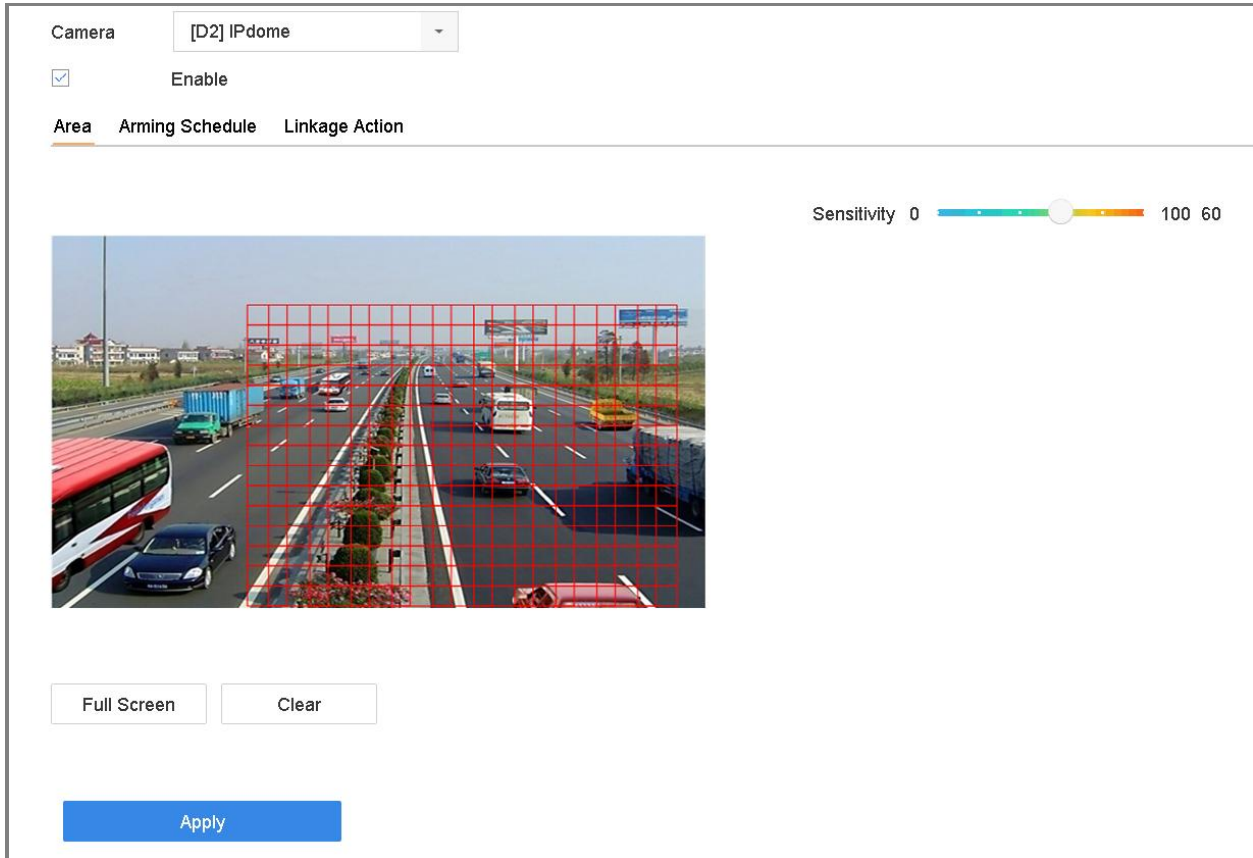 Camera [D2] IPdome
Enable
Area Arming Schedule Linkage Action
Sensitivity 0 100 60
Full Screen Clear
Apply